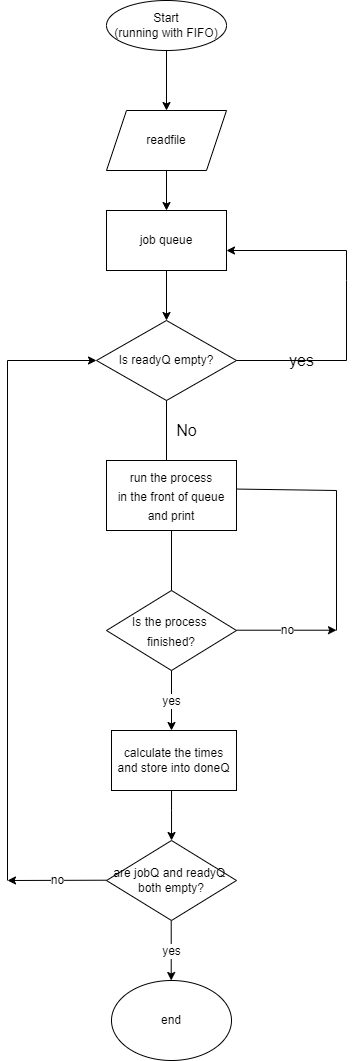 Start
(running with FIFO)
readfile
job queue
Is readyQ empty?
yes
No
run the process
in the front of queue
and print
Is the process
finished?
no
yes
calculate the times
and store into doneQ
are jobQ and readyQ
both empty?
no
yes
end